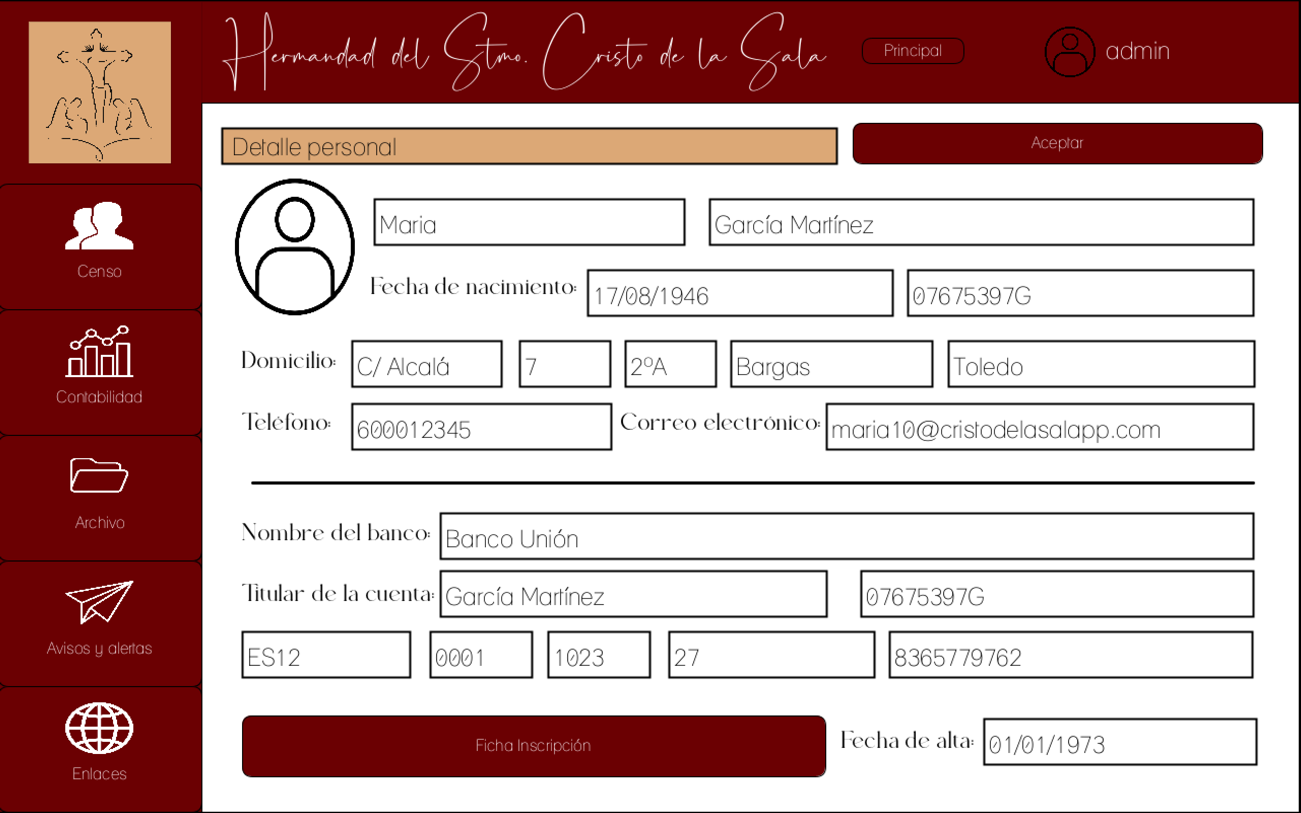 Hermandad del Stmo. Cristo de la Sala
Principal
admin
Detalle personal
Aceptar
Maria
García Martínez
Censo
Fecha de nacimiento:
17/08/1946
07675397G
Domicilio:
C/ Alcalá
7
2ºA
Bargas
Toledo
Contabilidad
Teléfono:
600012345
Correo electrónico:
maria10@cristodelasalapp.com
Archivo
Nombre del banco:
Banco Unión
Titular de la cuenta:
García Martínez
07675397G
Avisos y alertas
ES12
0001
1023
27
8365779762
Ficha Inscripción
Fecha de alta:
01/01/1973
Enlaces